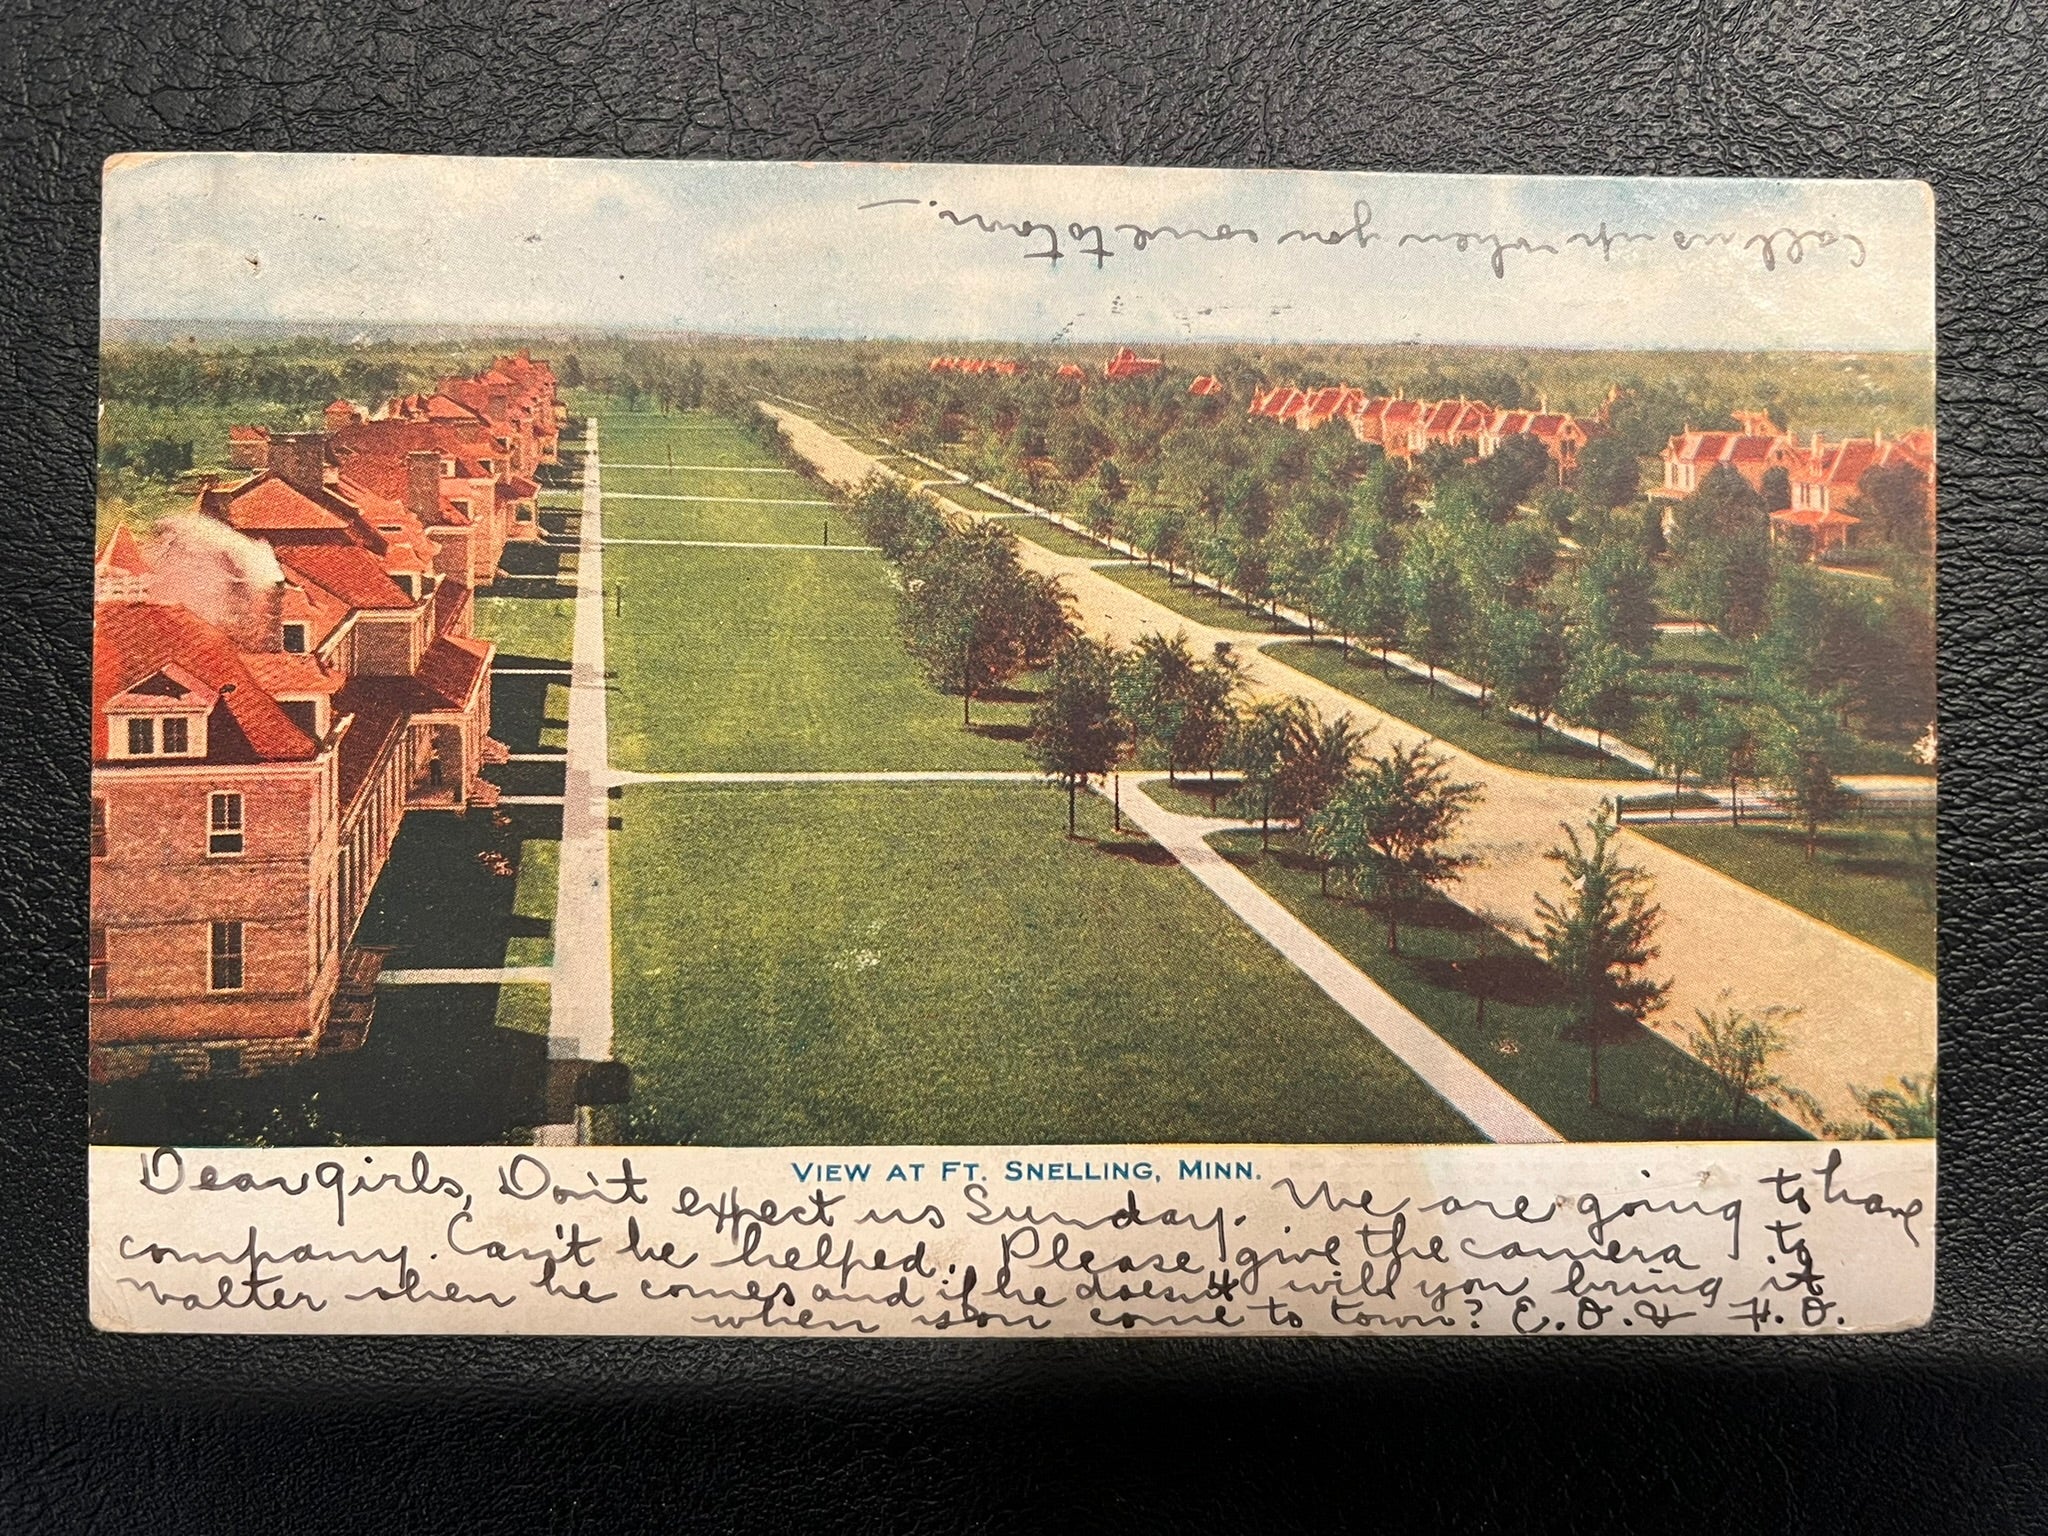 Call us up when you come to town.—
VIEW AT FT. SNELLING, MINN.
Dear girls, Don't expect us Sunday. We are going to have
company. Can't be helped. Please give the camera to
Walter when he comes and if he doesn't will you bring it
when you come to town? E. O. & H. O.